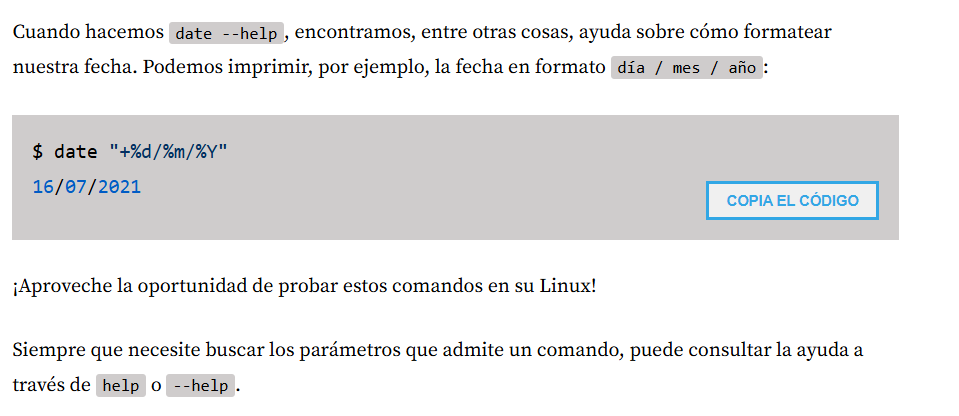 Cuando hacemos date --help, encontramos, entre otras cosas, ayuda sobre cómo formatear
nuestra fecha. Podemos imprimir, por ejemplo, la fecha en formato día / mes / año:
$ date "+%d/%m/%Y"
16/07/2021
COPIA EL CÓDIGO
¡Aproveche la oportunidad de probar estos comandos en su Linux!
Siempre que necesite buscar los parámetros que admite un comando, puede consultar la ayuda a
través de help o --help.